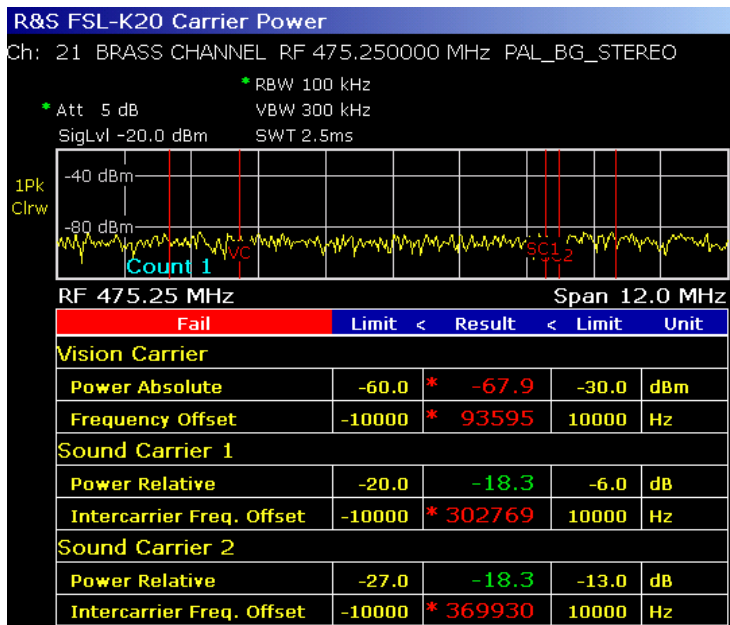 R&S FSL-K20 Carrier Power
Ch: 21 BRASS CHANNEL RF 475.250000 MHz PAL_BG_STEREO
* RBW 100 kHz
* Att 5 dB VBW 300 kHz
SigLvl -20.0 dBm SWT 2.5ms
-40 dBm
1Pk
Clrw
-80 dBm
VC SC1 2
Count 1
RF 475.25 MHz Span 12.0 MHz
Fail Limit < Result < Limit Unit
Vision Carrier
Power Absolute -60.0 * -67.9 -30.0 dBm
Frequency Offset -10000 * 93595 10000 Hz
Sound Carrier 1
Power Relative -20.0 -18.3 -6.0 dB
Intercarrier Freq. Offset -10000 * 302769 10000 Hz
Sound Carrier 2
Power Relative -27.0 -18.3 -13.0 dB
Intercarrier Freq. Offset -10000 * 369930 10000 Hz